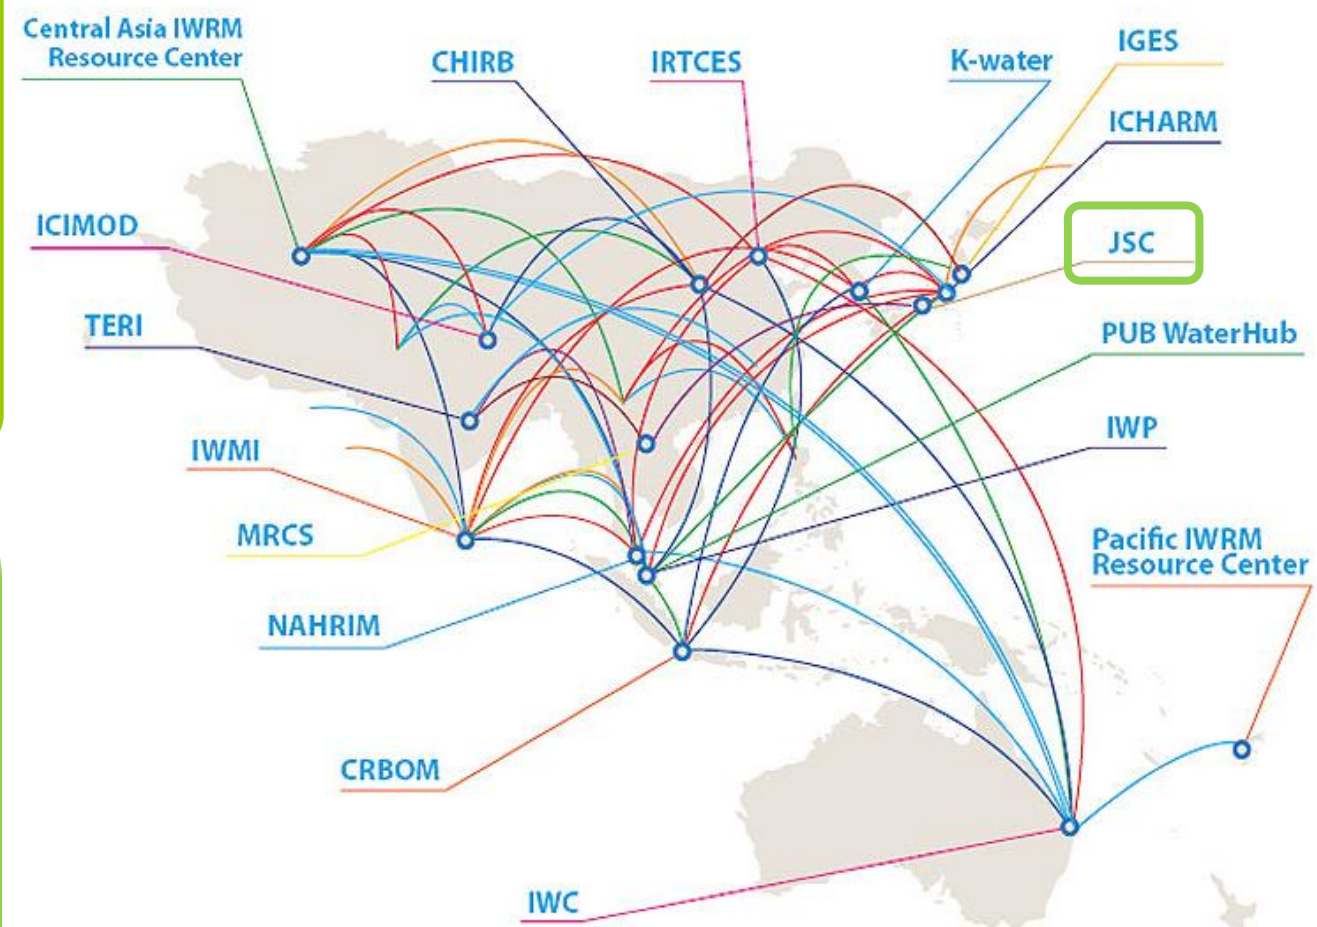 Central Asia IWRM
Resource Center
CHIRB
IRTCES
K-water
IGES
ICHARM
ICIMOD
JSC
TERI
PUB WaterHub
IWMI
IWP
MRCS
Pacific IWRM
Resource Center
NAHRIM
CRBOM
IWC